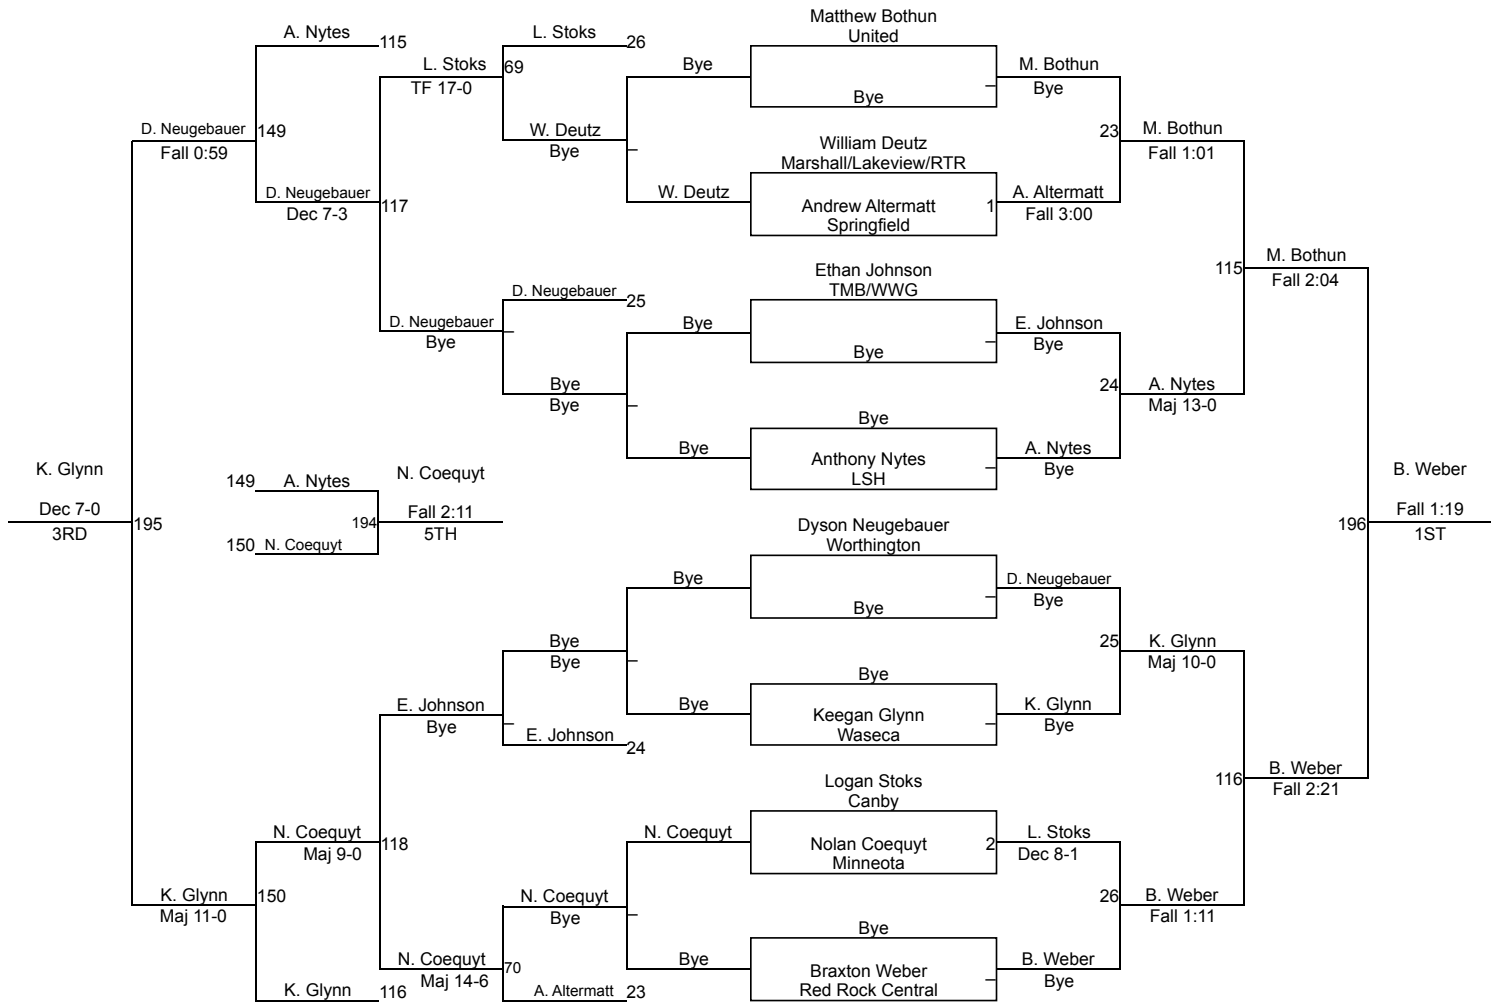 A. Nytes
115
L. Stoks
69
TF 17-0
L. Stoks
26
W. Deutz
Bye
Bye
W. Deutz
Matthew Bothun
United
Bye
William Deutz
Marshall/Lakeview/RTR
Andrew Altermatt
1
Springfield
M. Bothun
Bye
A. Altermatt
Fall 3:00
23
M. Bothun
Fall 1:01
D. Neugebauer
149
Fall 0:59
D. Neugebauer
117
Dec 7-3
D. Neugebauer
Bye
D. Neugebauer
25
Bye
Bye
Bye
Bye
Ethan Johnson
TMB/WWG
Bye
Bye
Anthony Nytes
LSH
E. Johnson
Bye
A. Nytes
Bye
24
A. Nytes
Maj 13-0
115
M. Bothun
Fall 2:04
K. Glynn
Dec 7-0
195
3RD
149
A. Nytes
150
N. Coequyt
194
N. Coequyt
Fall 2:11
5TH
B. Weber
Fall 1:19
196
1ST
Dyson Neugebauer
Worthington
Bye
Bye
Bye
Keegan Glynn
Waseca
D. Neugebauer
Bye
K. Glynn
Bye
25
K. Glynn
Maj 10-0
Bye
Bye
Bye
E. Johnson
Bye
E. Johnson
24
Logan Stoks
Canby
N. Coequyt
Nolan Coequyt
2
Minneota
L. Stoks
Dec 8-1
116
B. Weber
Fall 2:21
N. Coequyt
118
Maj 9-0
K. Glynn
150
Maj 11-0
N. Coequyt
Bye
Bye
Bye
Braxton Weber
Red Rock Central
B. Weber
Bye
26
B. Weber
Fall 1:11
N. Coequyt
70
Maj 14-6
K. Glynn
116
A. Altermatt
23